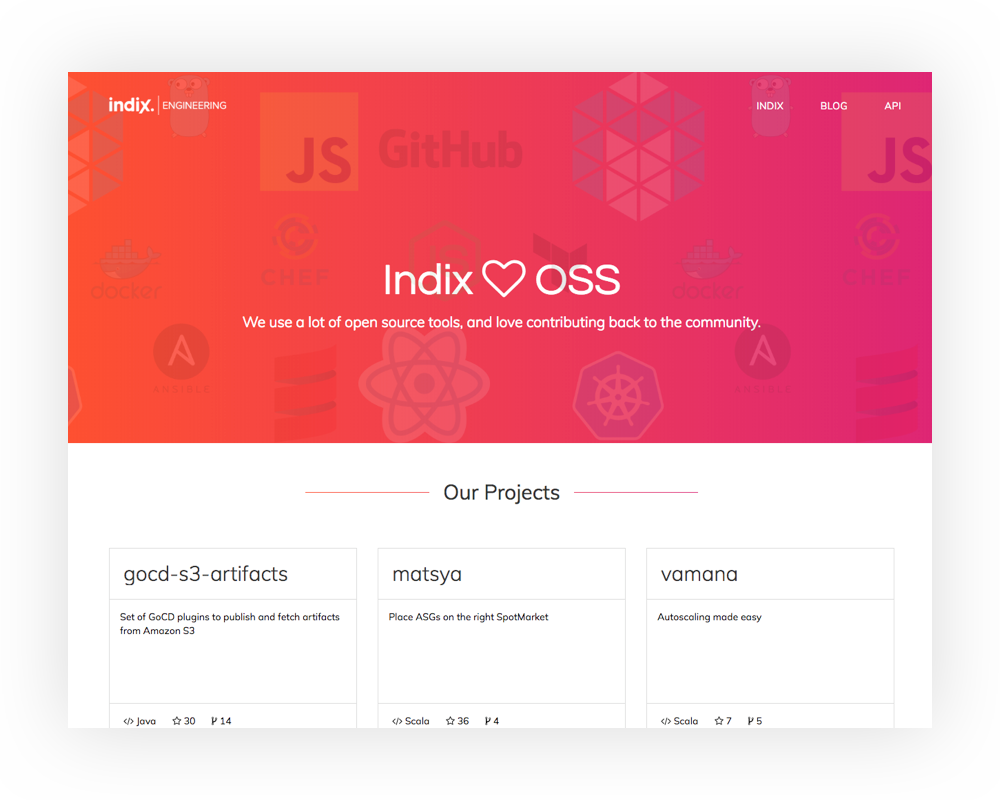 indix. ENGINEERING
INDIX BLOG API
JS GitHub JS
JS
CHEF CHEF
docker docker
Indix OSS
We use a lot of open source tools, and love contributing back to the community.
ANSIBLE ANSIBLE
Our Projects
gocd-s3-artifacts
Set of GoCD plugins to publish and fetch artifacts
from Amazon S3
</> Java 30 14
matsya
Place ASGs on the right SpotMarket
</> Scala 36 4
vamana
Autoscaling made easy
</> Scala 7 5